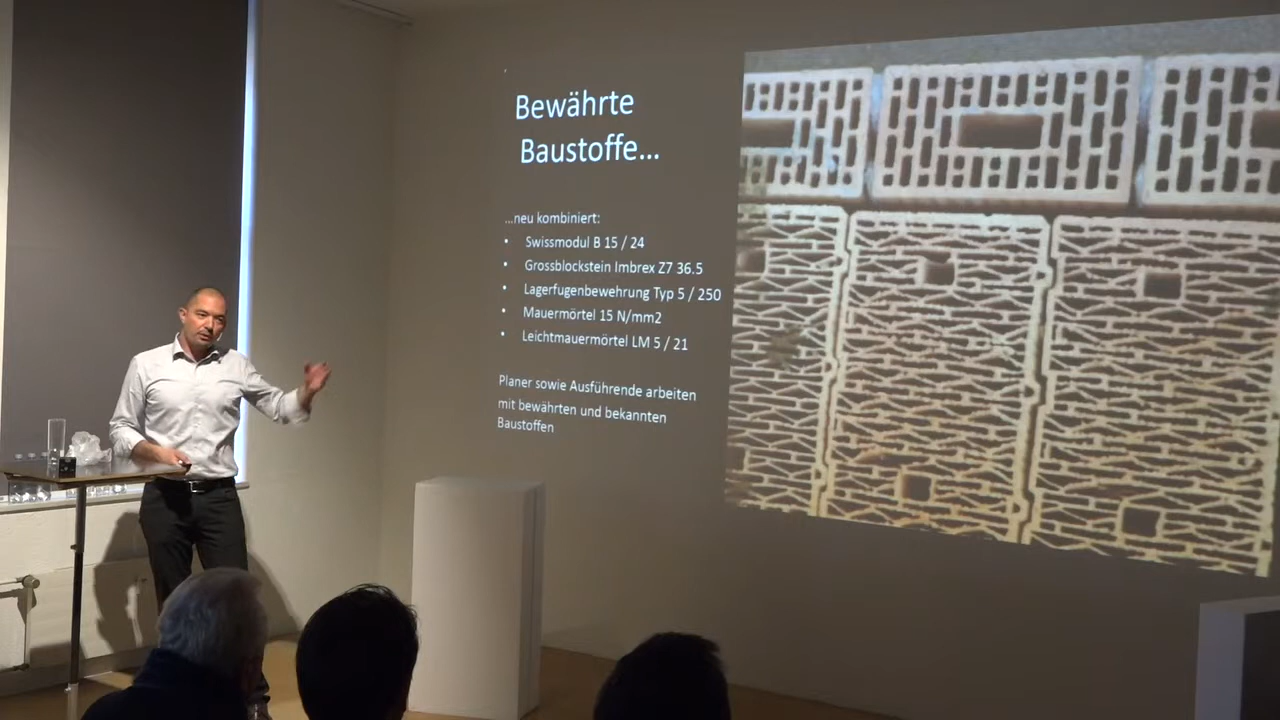 Bewährte
Baustoffe...
...neu kombiniert:
• Swissmodul B 15 / 24
• Grossblockstein Imbrex Z7 36.5
• Lagerfugenbewehrung Typ 5 / 250
• Mauermörtel 15 N/mm2
• Leichtmauermörtel LM 5 / 21
Planer sowie Ausführende arbeiten
mit bewährten und bekannten
Baustoffen